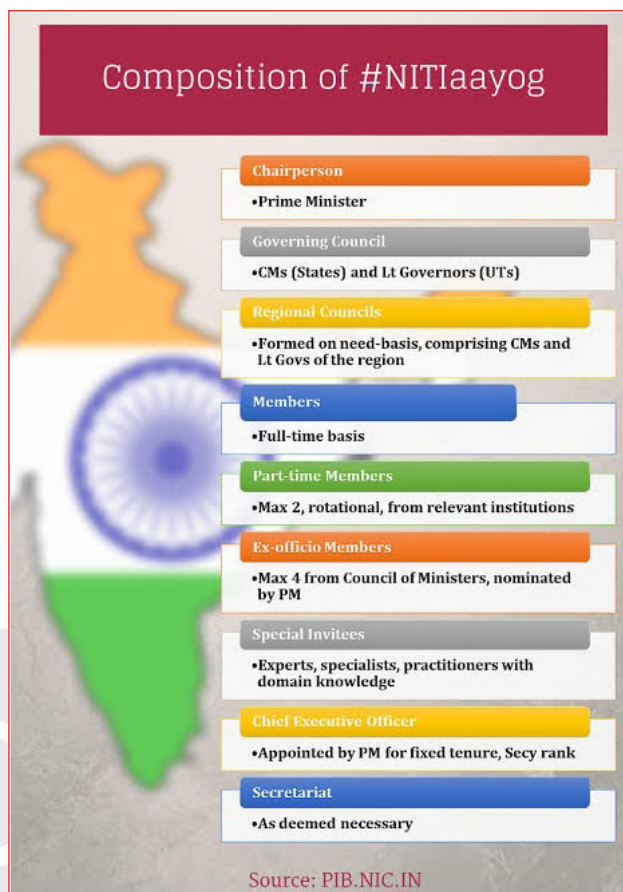 Composition of #NITIaayog
Chairperson
•Prime Minister
Governing Council
•CMs (States) and Lt Governors (UTs)
Regional Councils
•Formed on need-basis, comprising CMs and
Lt Govs of the region
Members
•Full-time basis
Part-time Members
•Max 2, rotational, from relevant institutions
Ex-officio Members
•Max 4 from Council of Ministers, nominated
by PM
Special Invitees
•Experts, specialists, practitioners with
domain knowledge
Chief Executive Officer
•Appointed by PM for fixed tenure, Secy rank
Secretariat
•As deemed necessary
Source: PIB.NIC.IN